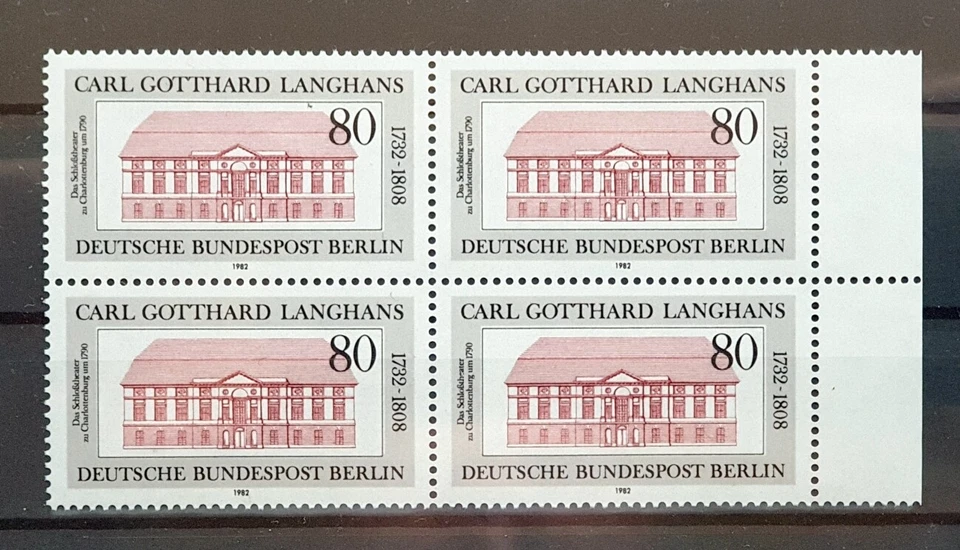 CARL GOTTHARD LANGHANS
80
1732-1808
Das Schloßtheater
zu Charlottenburg um 1790
DEUTSCHE BUNDESPOST BERLIN
1982
CARL GOTTHARD LANGHANS
80
1732-1808
Das Schloßtheater
zu Charlottenburg um 1790
DEUTSCHE BUNDESPOST BERLIN
1982
CARL GOTTHARD LANGHANS
80
1732-1808
Das Schloßtheater
zu Charlottenburg um 1790
DEUTSCHE BUNDESPOST BERLIN
1982
CARL GOTTHARD LANGHANS
80
1732-1808
Das Schloßtheater
zu Charlottenburg um 1790
DEUTSCHE BUNDESPOST BERLIN
1982